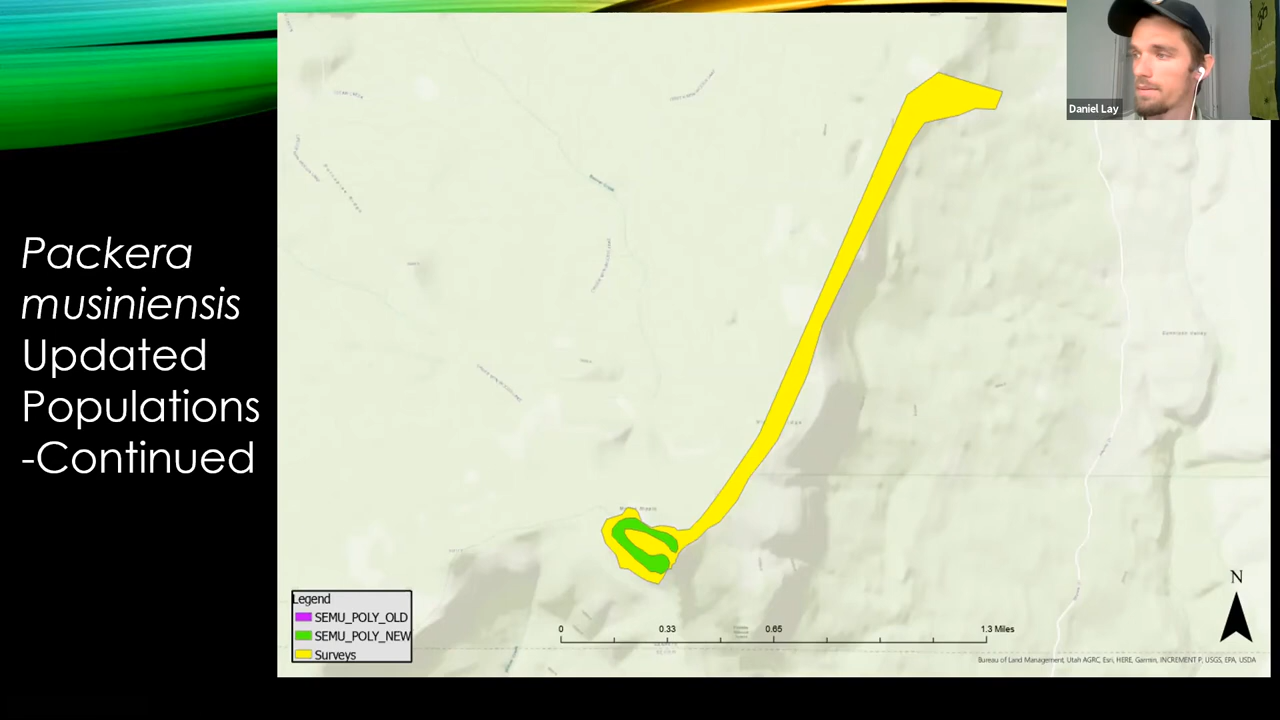 Daniel Lay
Packera
musiniensis
Updated
Populations
-Continued
Legend
SEMU_POLY_OLD
SEMU_POLY_NEW
Surveys
0
0.33
0.65
1.3 Miles
N
Bureau of Land Management, Utah AGRC, Esri, HERE, Garmin, INCREMENT P, USGS, EPA, USDA